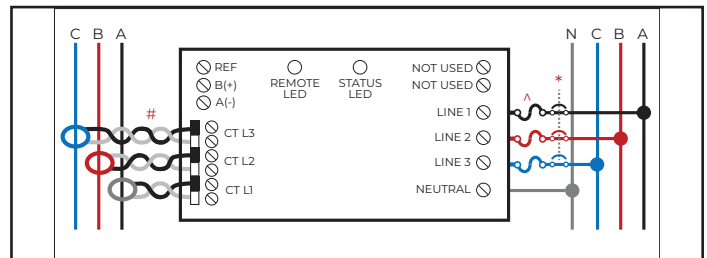 C B A
N C B A
REF
B(+)
A(-)
REMOTE
LED
STATUS
LED
NOT USED
NOT USED
LINE 1
LINE 2
LINE 3
NEUTRAL
#
CT L3
CT L2
CT L1
^
*